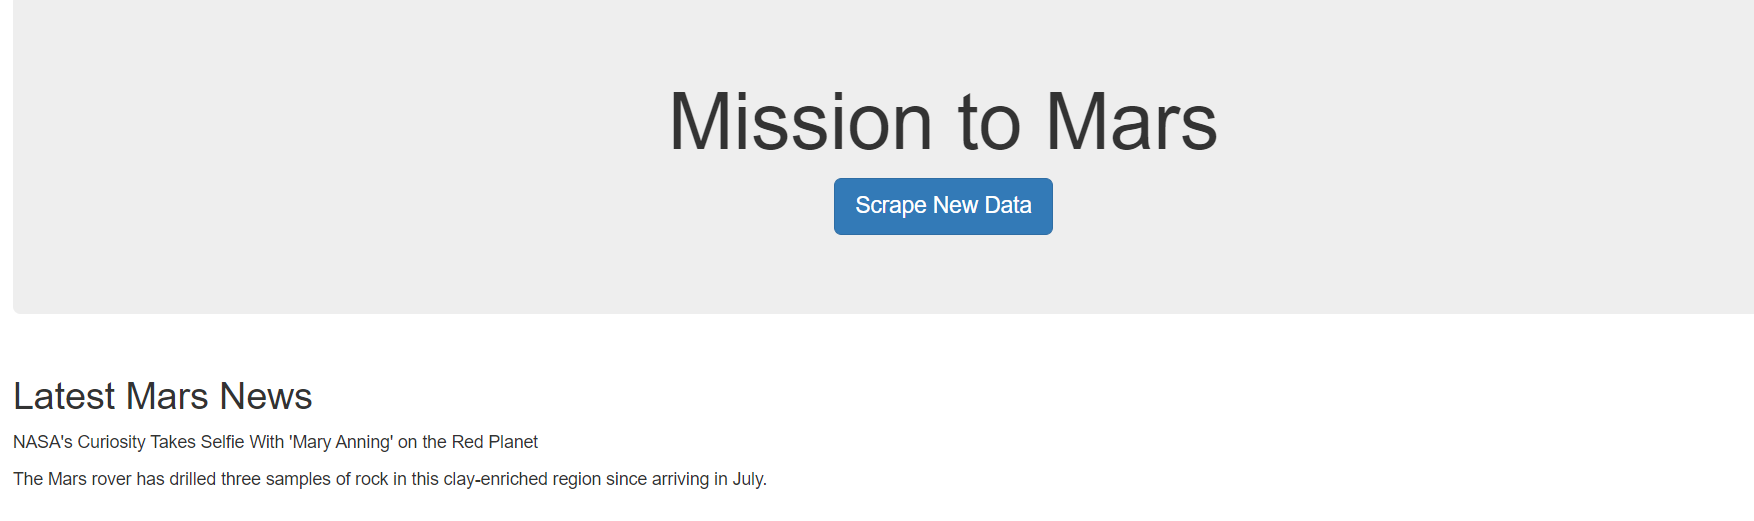 Mission to Mars
Scrape New Data
Latest Mars News
NASA's Curiosity Takes Selfie With 'Mary Anning' on the Red Planet
The Mars rover has drilled three samples of rock in this clay-enriched region since arriving in July.